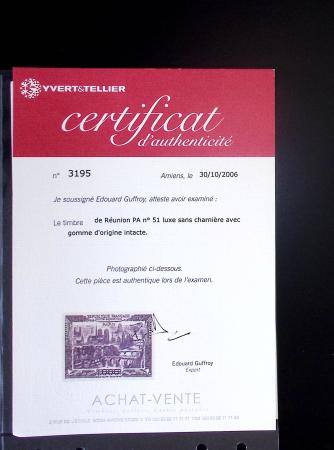 YVERT&TELLIER
certificat
d'authenticité
n° 3195 Amiens, le 30/10/2006
Je soussigné Edouard Guffroy, atteste avoir examiné :
Le timbre de Réunion PA n° 51 luxe sans charnière avec
gomme d'origine intacte.
Photographié ci-dessous.
Cette pièce est authentique lors de l'examen.
Edouard Guffroy
Expert
ACHAT-VENTE